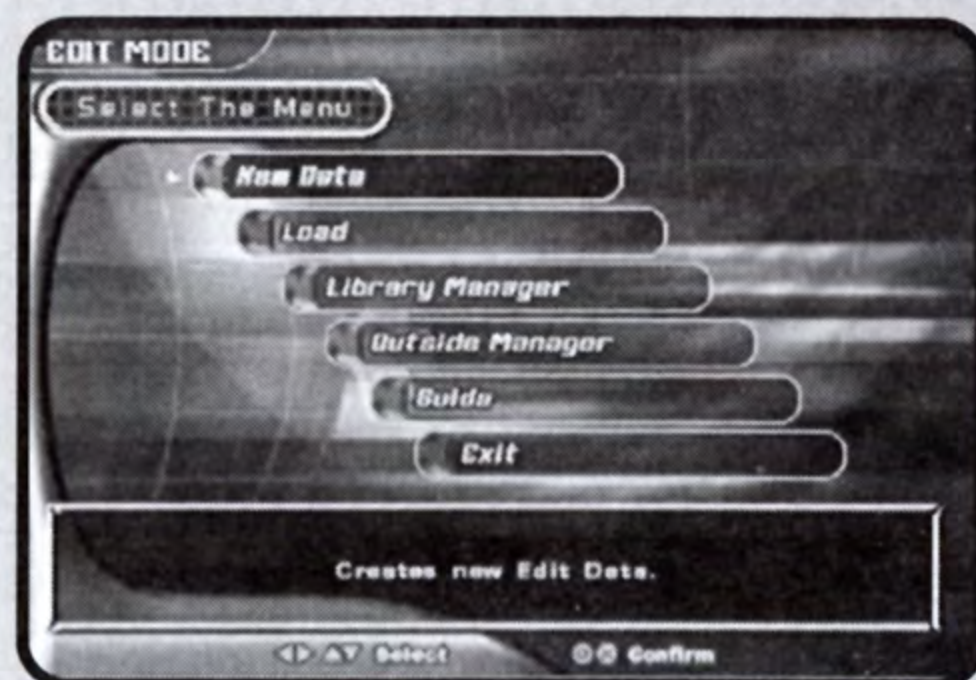 EDIT MODE
Select The Menu
New Data
Load
Library Manager
Outside Manager
Guide
Exit
Creates new Edit Data.
Select
Confirm